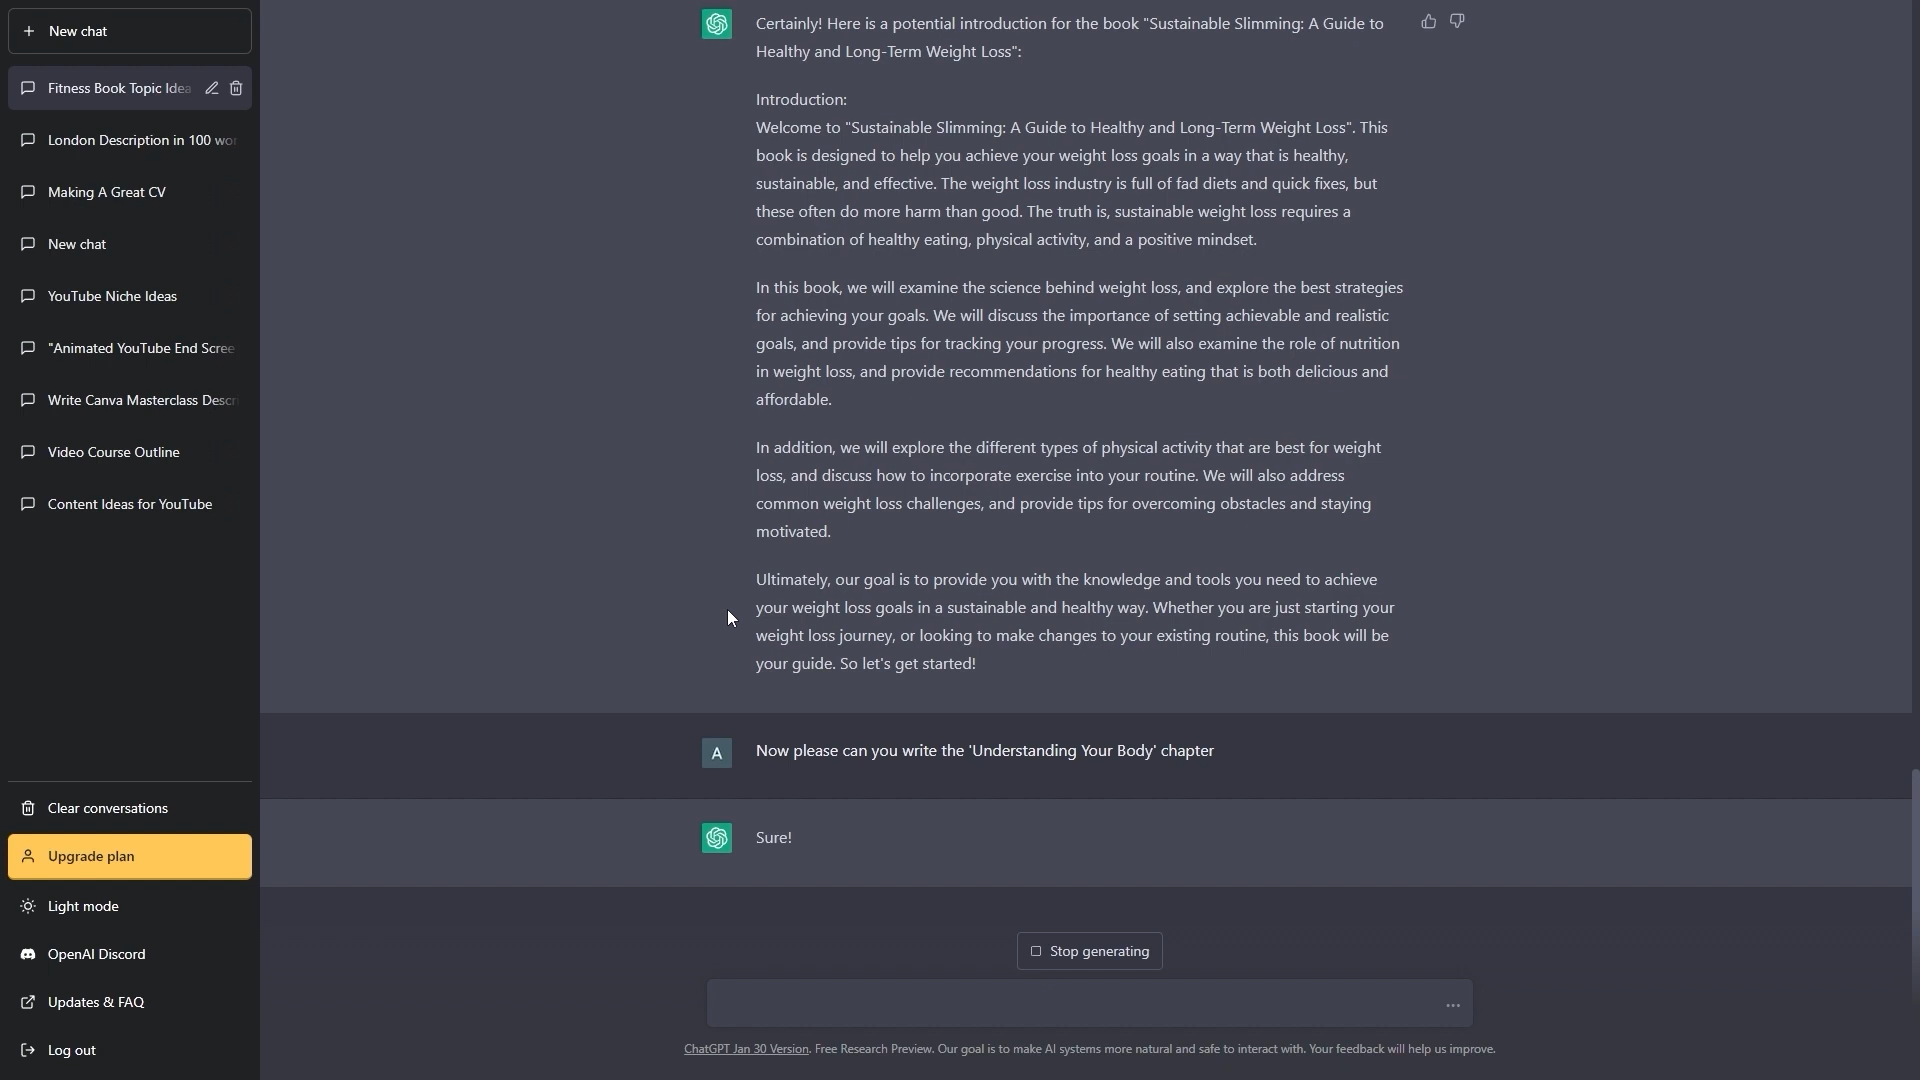 New chat
Fitness Book Topic Idea
London Description in 100 wor
Making A Great CV
New chat
YouTube Niche Ideas
"Animated YouTube End Scree
Write Canva Masterclass Descr
Video Course Outline
Content Ideas for YouTube
Clear conversations
Upgrade plan
Light mode
OpenAI Discord
Updates & FAQ
Log out
Certainly! Here is a potential introduction for the book "Sustainable Slimming: A Guide to
Healthy and Long-Term Weight Loss":
Introduction:
Welcome to "Sustainable Slimming: A Guide to Healthy and Long-Term Weight Loss". This
book is designed to help you achieve your weight loss goals in a way that is healthy,
sustainable, and effective. The weight loss industry is full of fad diets and quick fixes, but
these often do more harm than good. The truth is, sustainable weight loss requires a
combination of healthy eating, physical activity, and a positive mindset.
In this book, we will examine the science behind weight loss, and explore the best strategies
for achieving your goals. We will discuss the importance of setting achievable and realistic
goals, and provide tips for tracking your progress. We will also examine the role of nutrition
in weight loss, and provide recommendations for healthy eating that is both delicious and
affordable.
In addition, we will explore the different types of physical activity that are best for weight
loss, and discuss how to incorporate exercise into your routine. We will also address
common weight loss challenges, and provide tips for overcoming obstacles and staying
motivated.
Ultimately, our goal is to provide you with the knowledge and tools you need to achieve
your weight loss goals in a sustainable and healthy way. Whether you are just starting your
weight loss journey, or looking to make changes to your existing routine, this book will be
your guide. So let's get started!
A
Now please can you write the 'Understanding Your Body' chapter
Sure!
Stop generating
ChatGPT Jan 30 Version. Free Research Preview. Our goal is to make AI systems more natural and safe to interact with. Your feedback will help us improve.